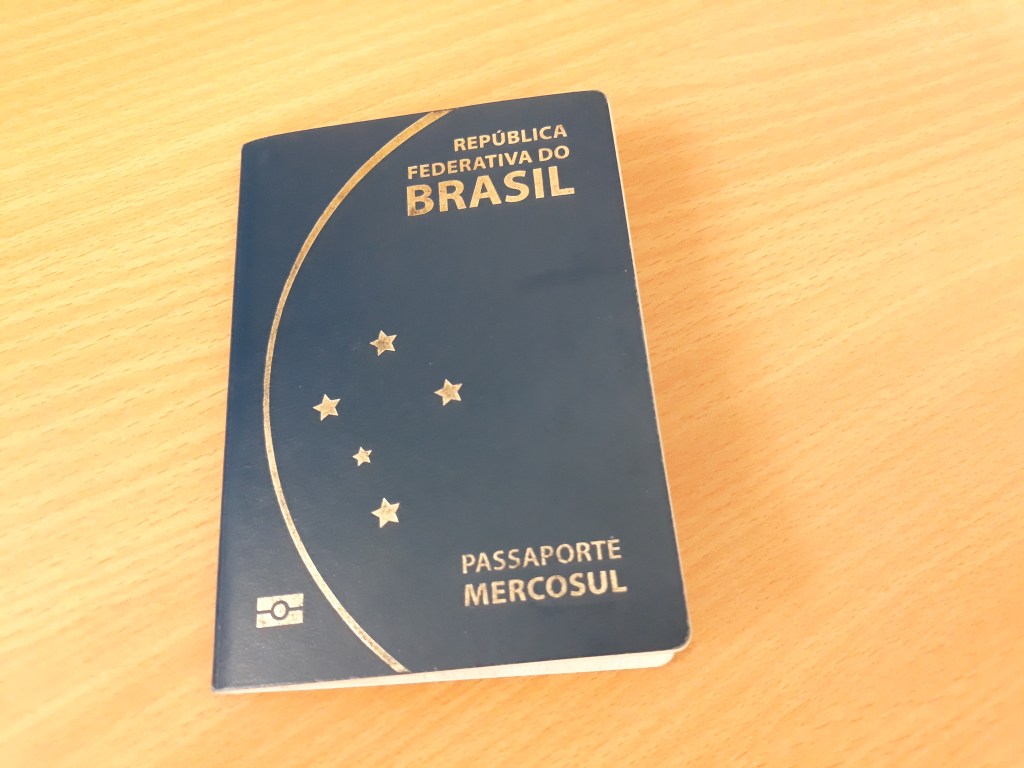 REPÚBLICA
FEDERATIVA DO
BRASIL
PASSAPORTE
MERCOSUL